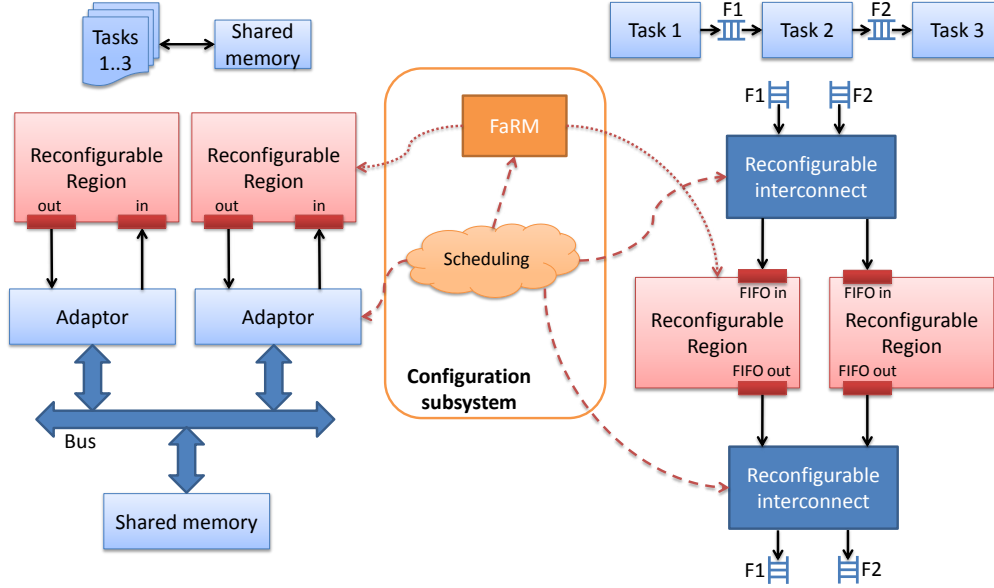 Tasks
1..3
Shared
memory
Task 1
F1
Task 2
F2
Task 3
Reconfigurable
Region
out
in
Reconfigurable
Region
out
in
Adaptor
Adaptor
Bus
Shared memory
FaRM
Scheduling
Configuration
subsystem
F1
F2
Reconfigurable
interconnect
FIFO in
FIFO in
Reconfigurable
Region
Reconfigurable
Region
FIFO out
FIFO out
Reconfigurable
interconnect
F1
F2